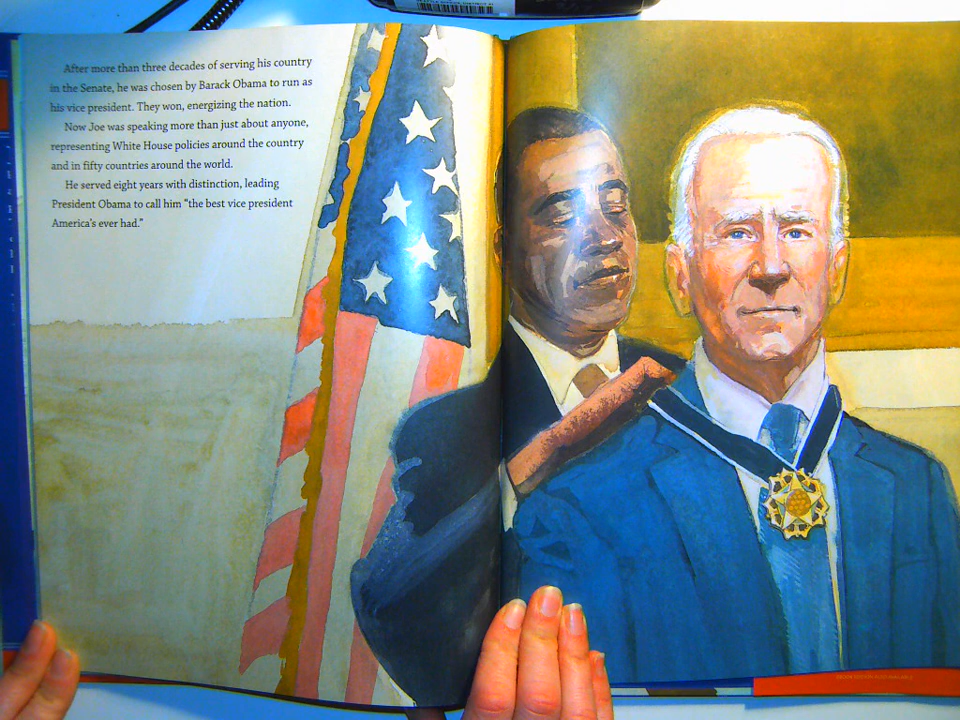 After more than three decades of serving his country
in the Senate, he was chosen by Barack Obama to run as
his vice president. They won, energizing the nation.
Now Joe was speaking more than just about anyone,
representing White House policies around the country
and in fifty countries around the world.
He served eight years with distinction, leading
President Obama to call him “the best vice president
America’s ever had.”